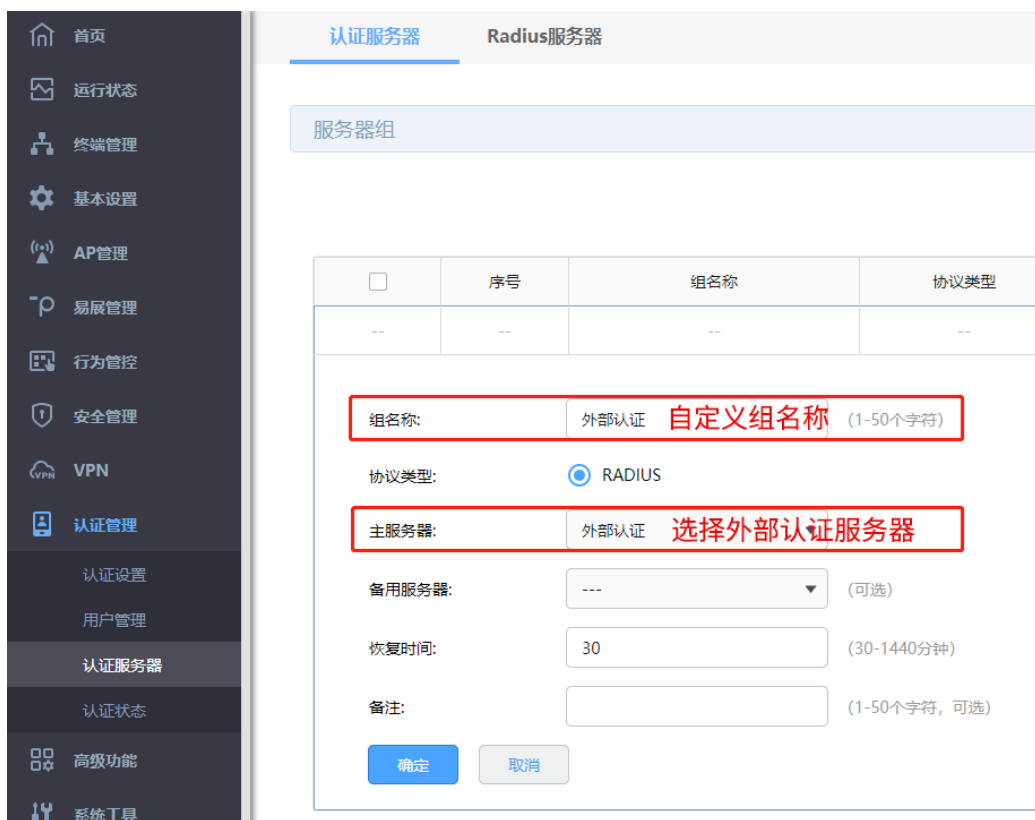 首页
运行状态
终端管理
基本设置
AP管理
易展管理
行为管控
安全管理
VPN
认证管理
认证设置
用户管理
认证服务器
认证状态
高级功能
系统工具
认证服务器 Radius服务器
服务器组
序号 组名称 协议类型
-- -- -- --
组名称: 外部认证 自定义组名称 (1-50个字符)
协议类型: RADIUS
主服务器: 外部认证 选择外部认证服务器
备用服务器: --- (可选)
恢复时间: 30 (30-1440分钟)
备注: (1-50个字符，可选)
确定 取消